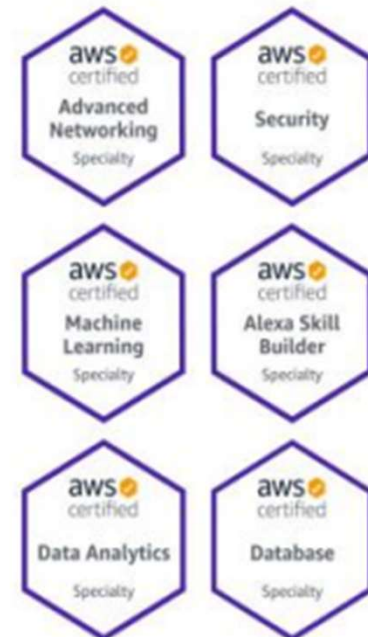 aws
certified
Advanced
Networking
Specialty
aws
certified
Security
Specialty
aws
certified
Machine
Learning
Specialty
aws
certified
Alexa Skill
Builder
Specialty
aws
certified
Data Analytics
Specialty
aws
certified
Database
Specialty